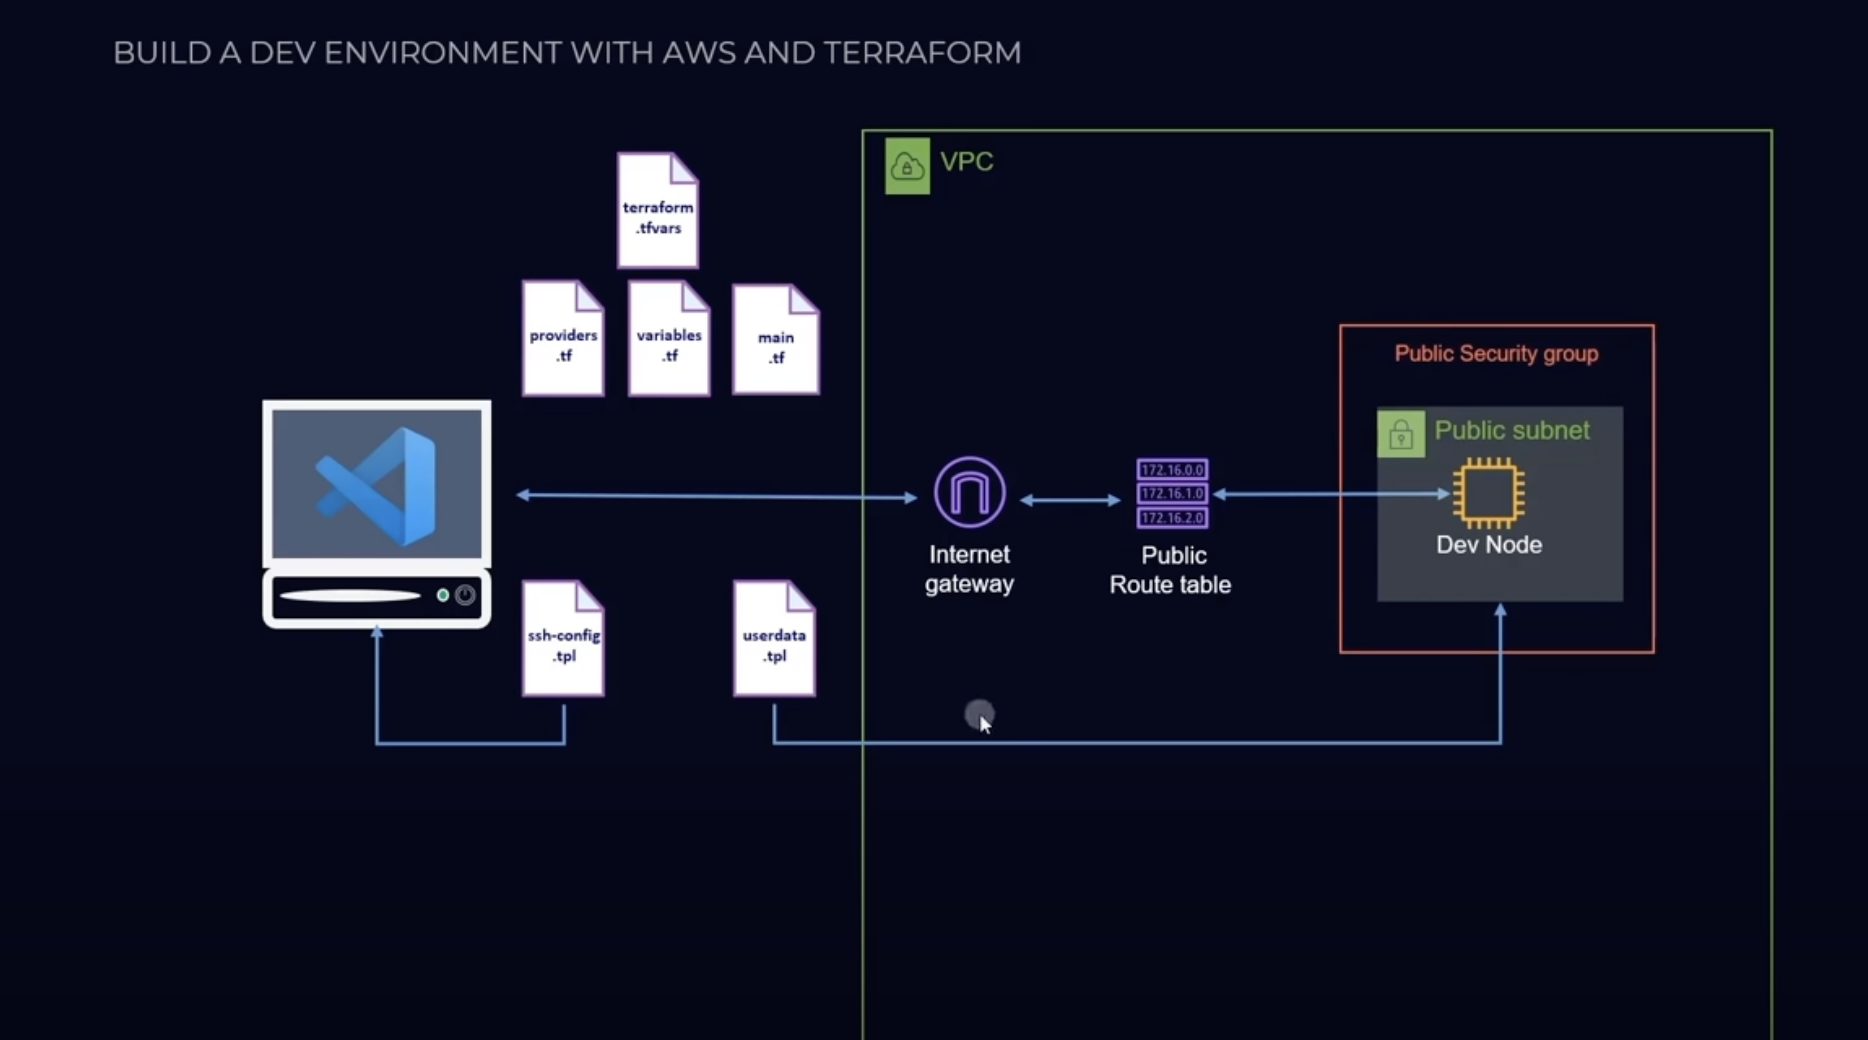 BUILD A DEV ENVIRONMENT WITH AWS AND TERRAFORM
VPC
terraform
.tfvars
providers
.tf
variables
.tf
main
.tf
Public Security group
Public subnet
172.16.0.0
172.16.1.0
172.16.2.0
Dev Node
Internet
gateway
Public
Route table
ssh-config
.tpl
userdata
.tpl